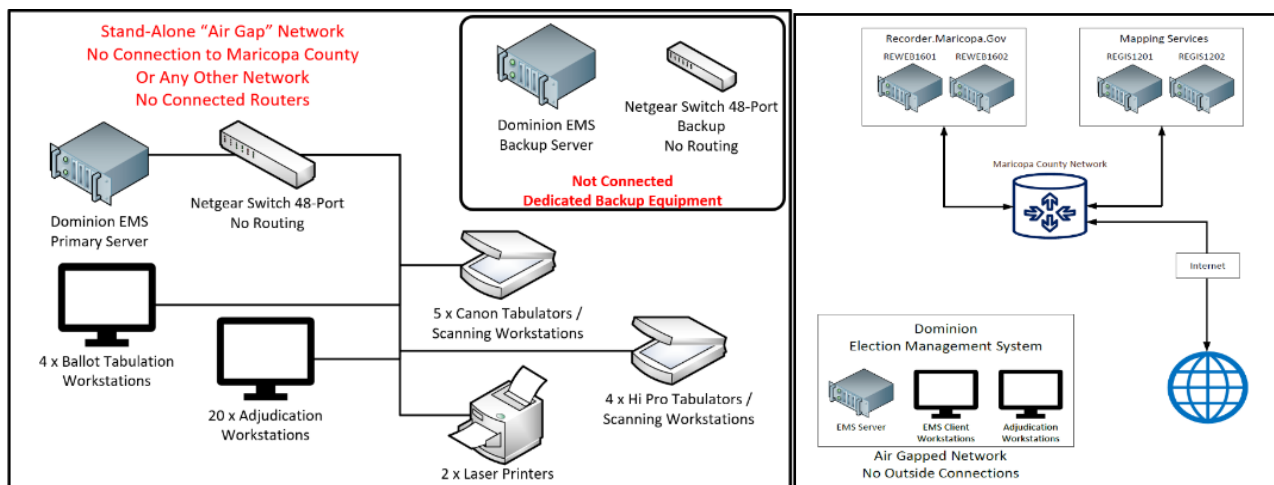 Stand-Alone “Air Gap” Network
No Connection to Maricopa County
Or Any Other Network
No Connected Routers
Dominion EMS
Primary Server
Netgear Switch 48-Port
No Routing
Dominion EMS
Backup Server
Netgear Switch 48-Port
Backup
No Routing
Not Connected
Dedicated Backup Equipment
4 x Ballot Tabulation
Workstations
20 x Adjudication
Workstations
5 x Canon Tabulators /
Scanning Workstations
4 x Hi Pro Tabulators /
Scanning Workstations
2 x Laser Printers
Recorder.Maricopa.Gov
REWEB1601
REWEB1602
Mapping Services
REGIS1201
REGIS1202
Maricopa County Network
Internet
Dominion
Election Management System
EMS Server
EMS Client
Workstations
Adjudication
Workstations
Air Gapped Network
No Outside Connections